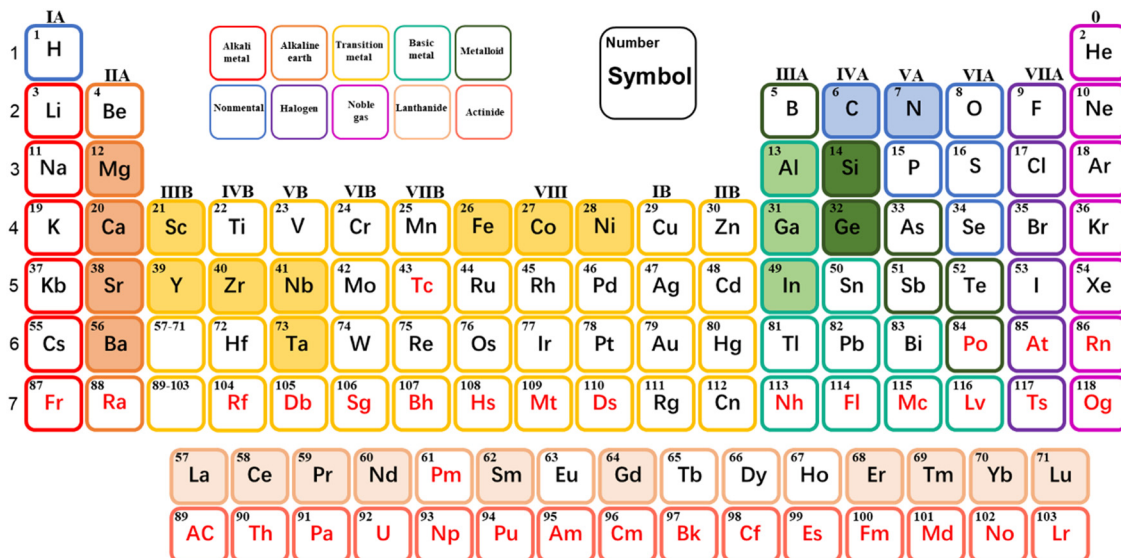 IA 0
1 1 H Alkali metal Alkaline earth Transition metal Basic metal Metalloid Number Symbol 2 He
IIA IIIA IVA VA VIA VIIA
Nonmental Halogen Noble gas Lanthanide Actinide
2 3 Li 4 Be 5 B 6 C 7 N 8 O 9 F 10 Ne
3 11 Na 12 Mg 13 Al 14 Si 15 P 16 S 17 Cl 18 Ar
IIIB IVB VB VIB VIIB VIII IB IIB
4 19 K 20 Ca 21 Sc 22 Ti 23 V 24 Cr 25 Mn 26 Fe 27 Co 28 Ni 29 Cu 30 Zn 31 Ga 32 Ge 33 As 34 Se 35 Br 36 Kr
5 37 Kb 38 Sr 39 Y 40 Zr 41 Nb 42 Mo 43 Tc 44 Ru 45 Rh 46 Pd 47 Ag 48 Cd 49 In 50 Sn 51 Sb 52 Te 53 I 54 Xe
6 55 Cs 56 Ba 57-71 72 Hf 73 Ta 74 W 75 Re 76 Os 77 Ir 78 Pt 79 Au 80 Hg 81 Tl 82 Pb 83 Bi 84 Po 85 At 86 Rn
7 87 Fr 88 Ra 89-103 104 Rf 105 Db 106 Sg 107 Bh 108 Hs 109 Mt 110 Ds 111 Rg 112 Cn 113 Nh 114 Fl 115 Mc 116 Lv 117 Ts 118 Og
57 La 58 Ce 59 Pr 60 Nd 61 Pm 62 Sm 63 Eu 64 Gd 65 Tb 66 Dy 67 Ho 68 Er 69 Tm 70 Yb 71 Lu
89 AC 90 Th 91 Pa 92 U 93 Np 94 Pu 95 Am 96 Cm 97 Bk 98 Cf 99 Es 100 Fm 101 Md 102 No 103 Lr